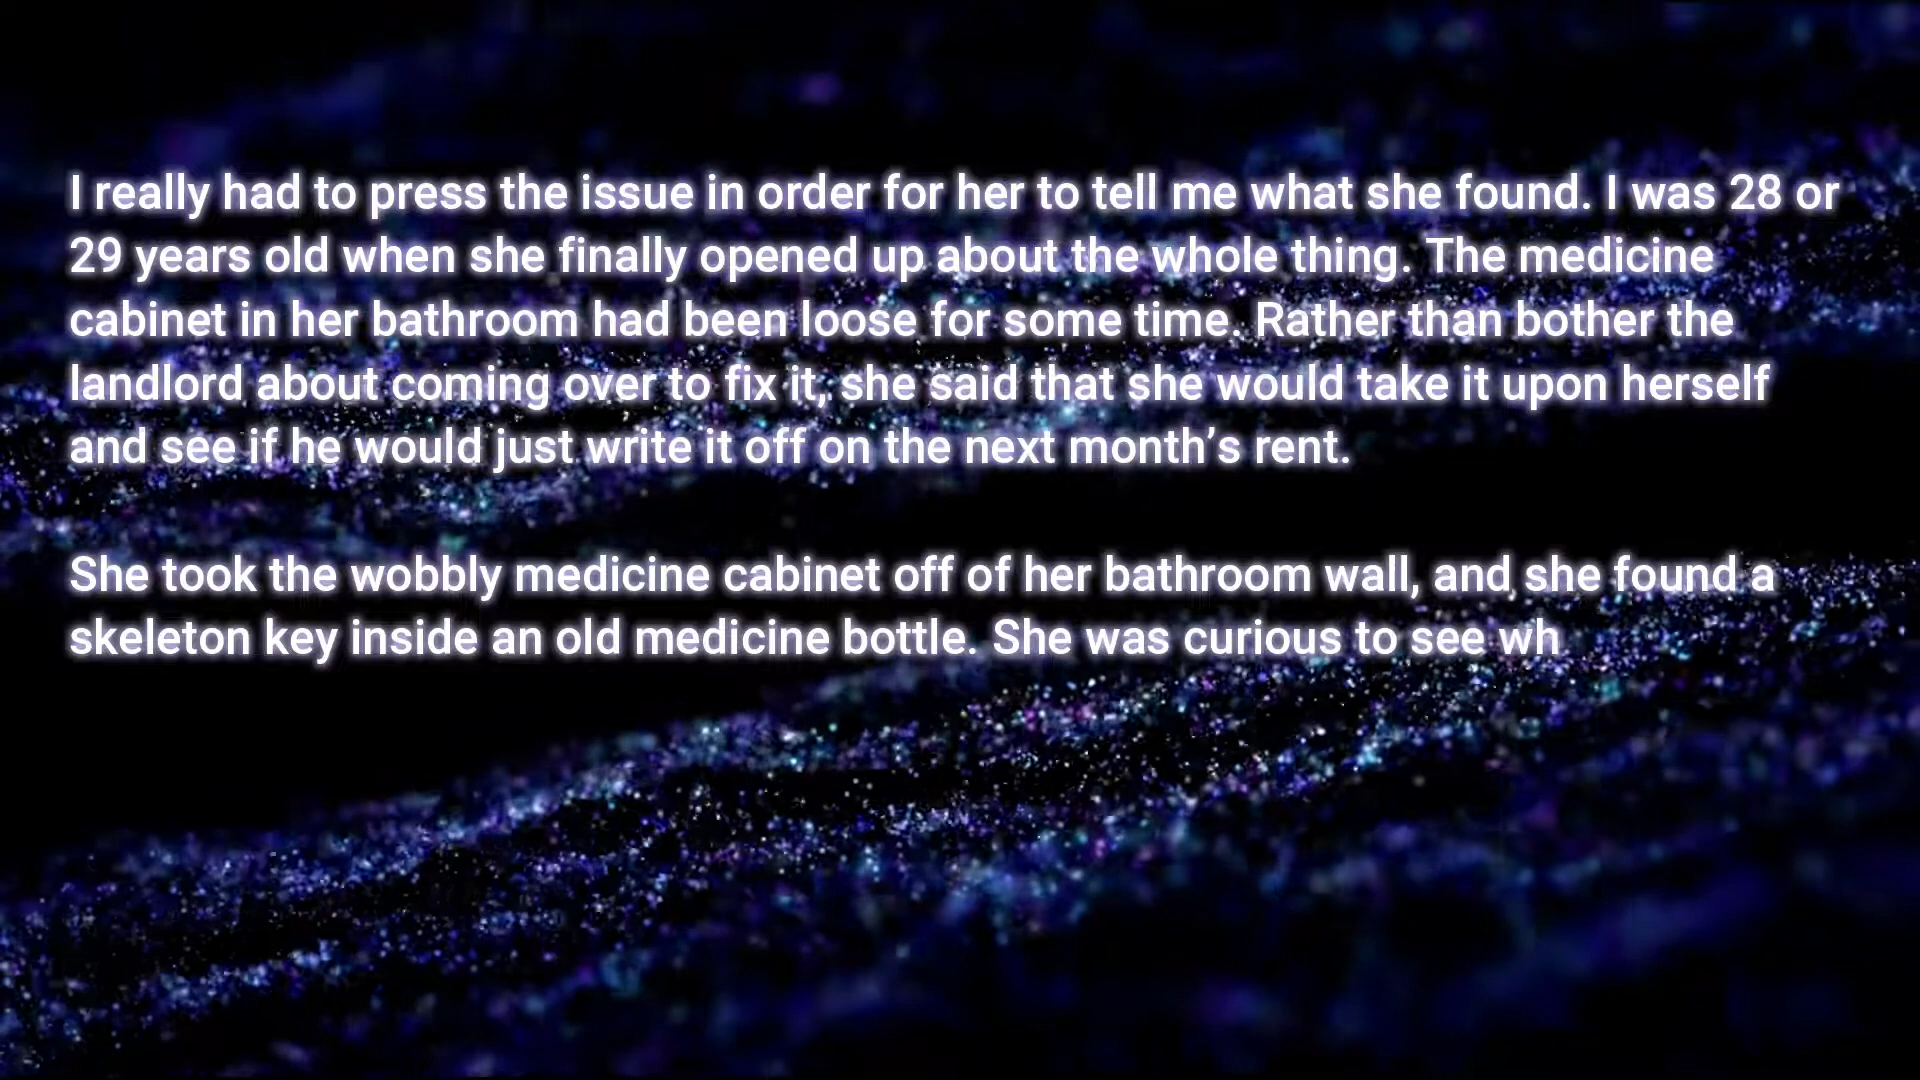 I really had to press the issue in order for her to tell me what she found. I was 28 or
29 years old when she finally opened up about the whole thing. The medicine
cabinet in her bathroom had been loose for some time. Rather than bother the
landlord about coming over to fix it, she said that she would take it upon herself
and see if he would just write it off on the next month’s rent.
She took the wobbly medicine cabinet off of her bathroom wall, and she found a
skeleton key inside an old medicine bottle. She was curious to see wh